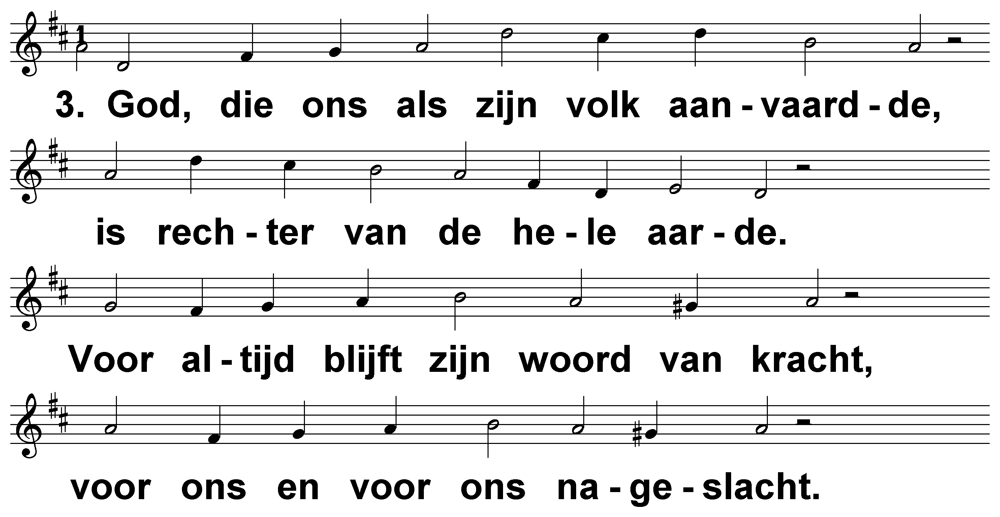 1
3. God, die ons als zijn volk aan - vaard - de,
is rech - ter van de he - le aar - de.
Voor al - tijd blijft zijn woord van kracht,
voor ons en voor ons na - ge - slacht.